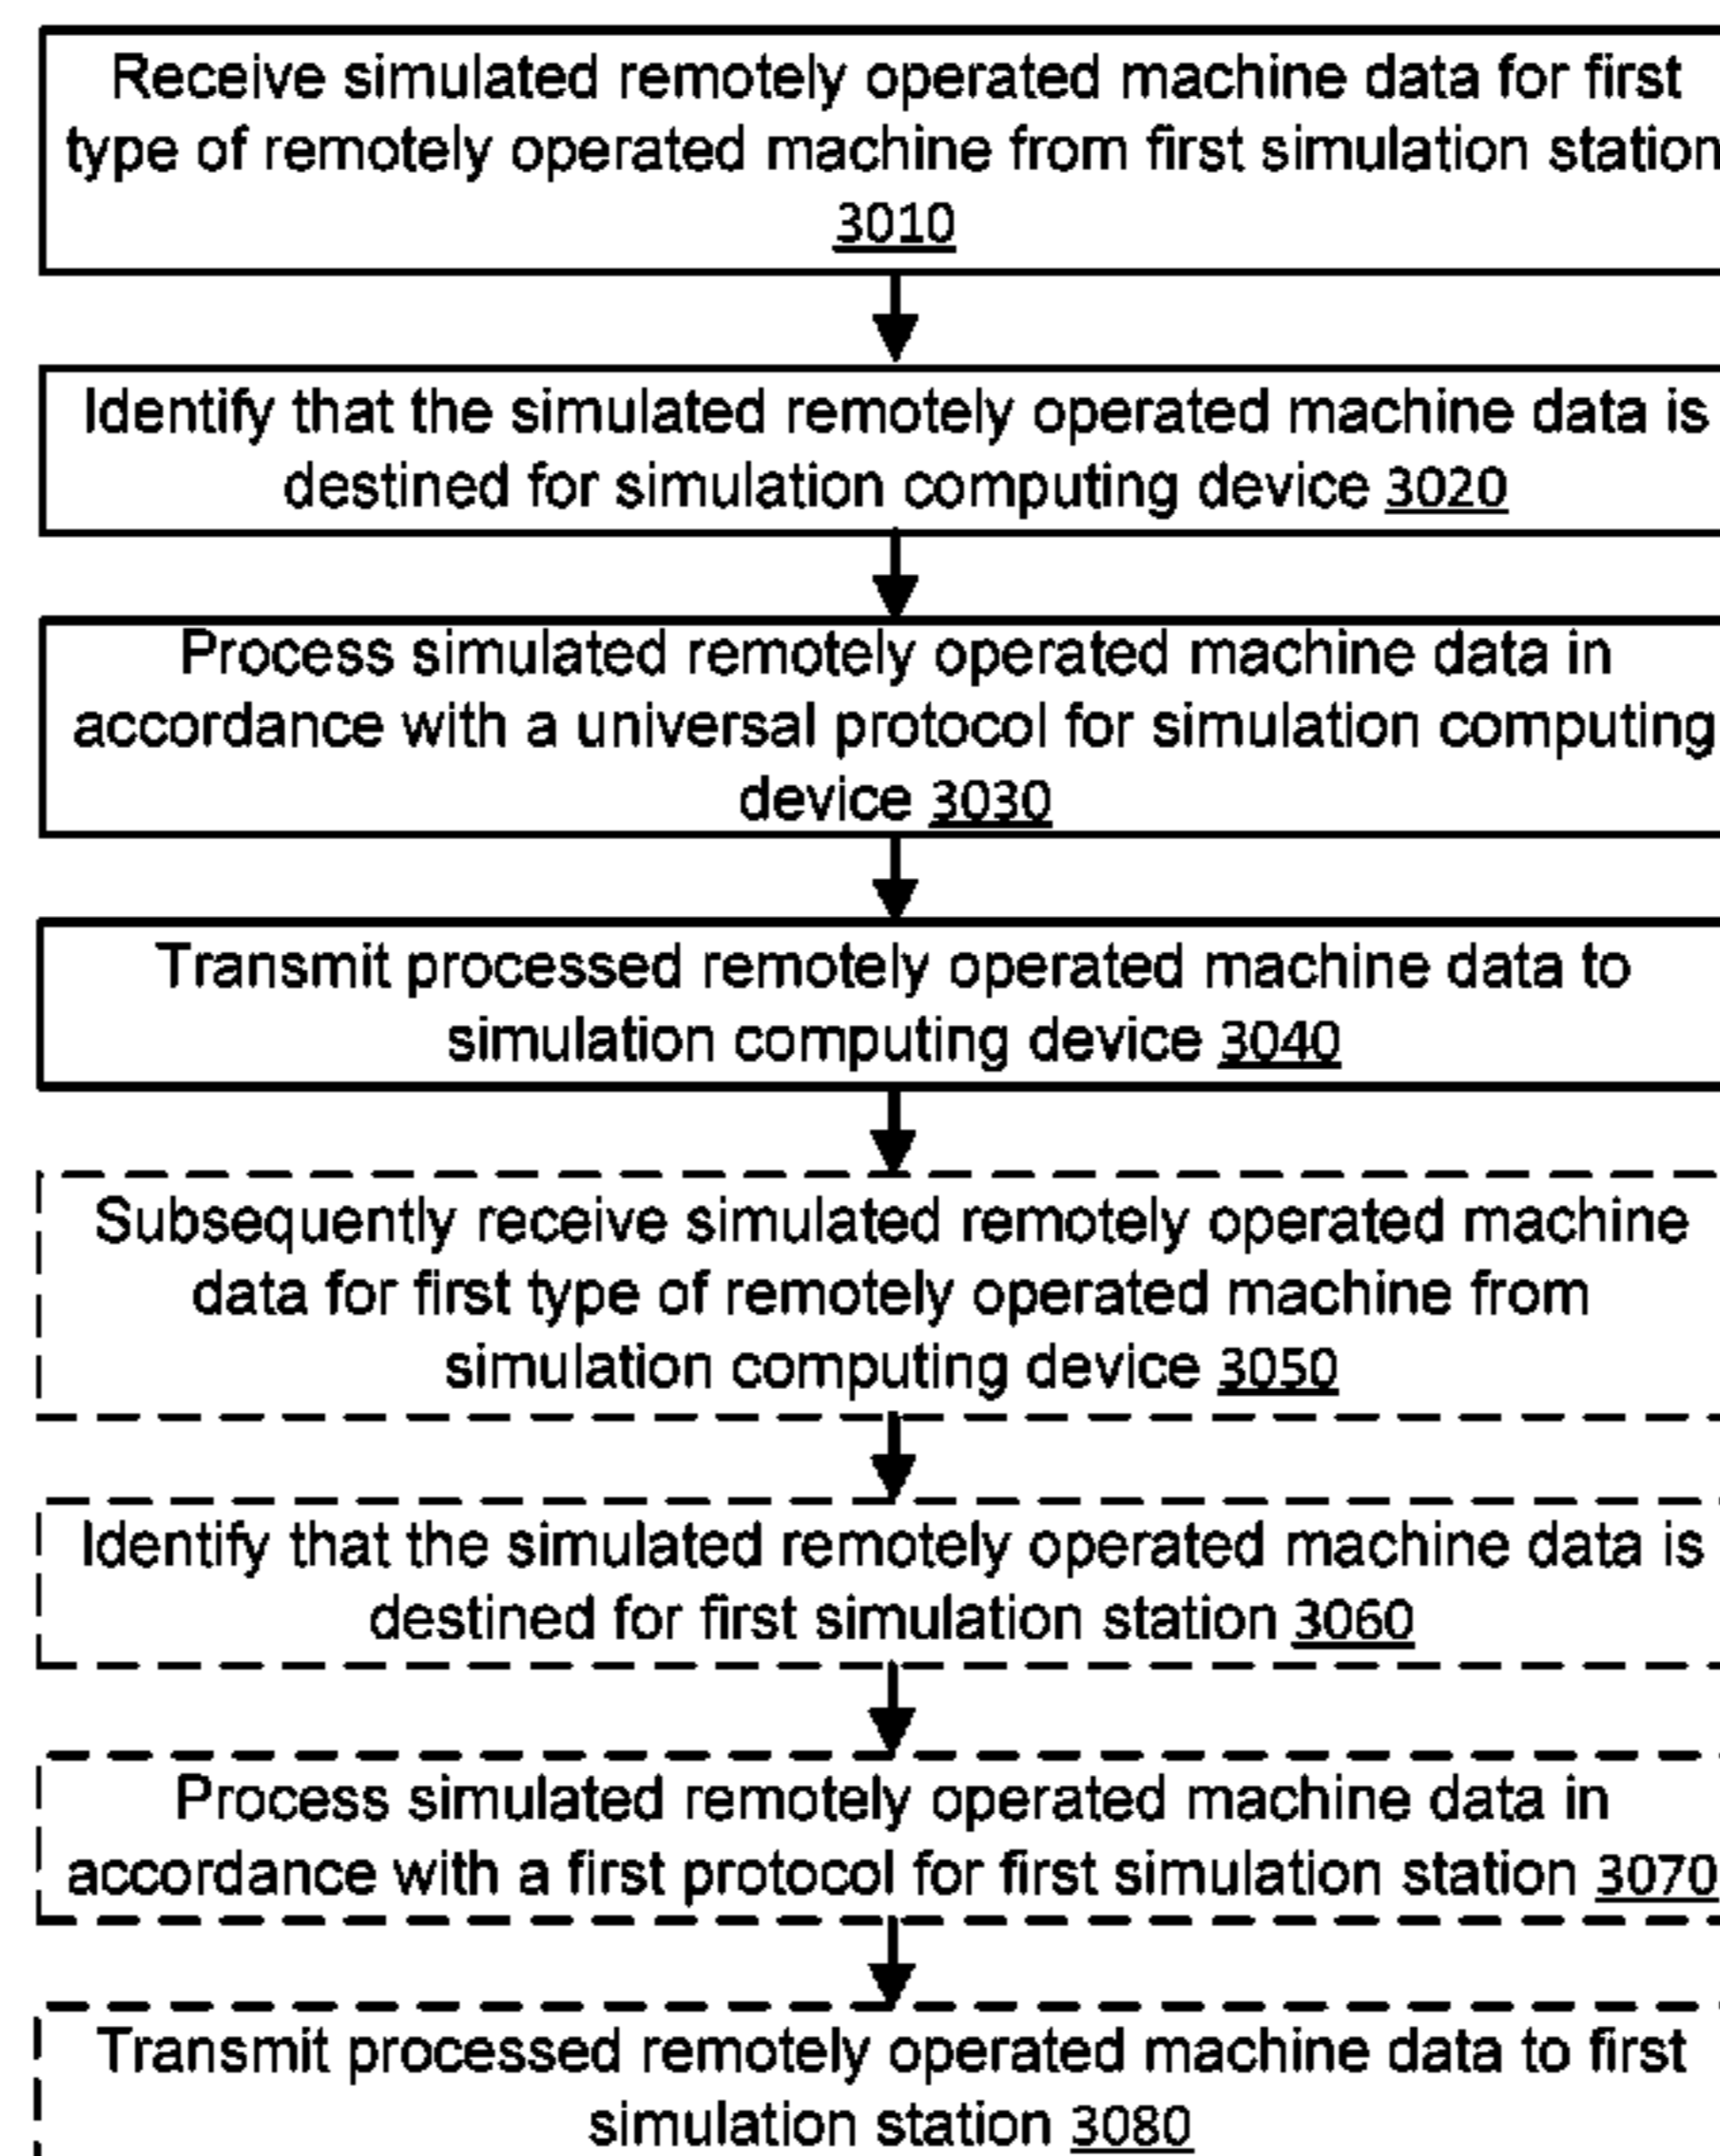 Receive simulated remotely operated machine data for first
type of remotely operated machine from first simulation station
3010
Identify that the simulated remotely operated machine data is
destined for simulation computing device 3020
Process simulated remotely operated machine data in
accordance with a universal protocol for simulation computing
device 3030
Transmit processed remotely operated machine data to
simulation computing device 3040
Subsequently receive simulated remotely operated machine
data for first type of remotely operated machine from
simulation computing device 3050
Identify that the simulated remotely operated machine data is
destined for first simulation station 3060
Process simulated remotely operated machine data in
accordance with a first protocol for first simulation station 3070
Transmit processed remotely operated machine data to first
simulation station 3080